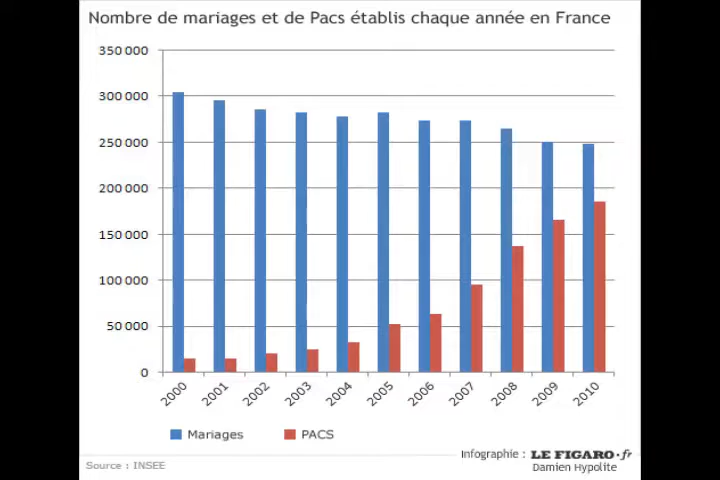 Nombre de mariages et de Pacs établis chaque année en France
350 000
300 000
250 000
200 000
150 000
100 000
50 000
0
2000 2001 2002 2003 2004 2005 2006 2007 2008 2009 2010
Mariages PACS
Infographie : LE FIGARO.fr
Source : INSEE
Damien Hypolite